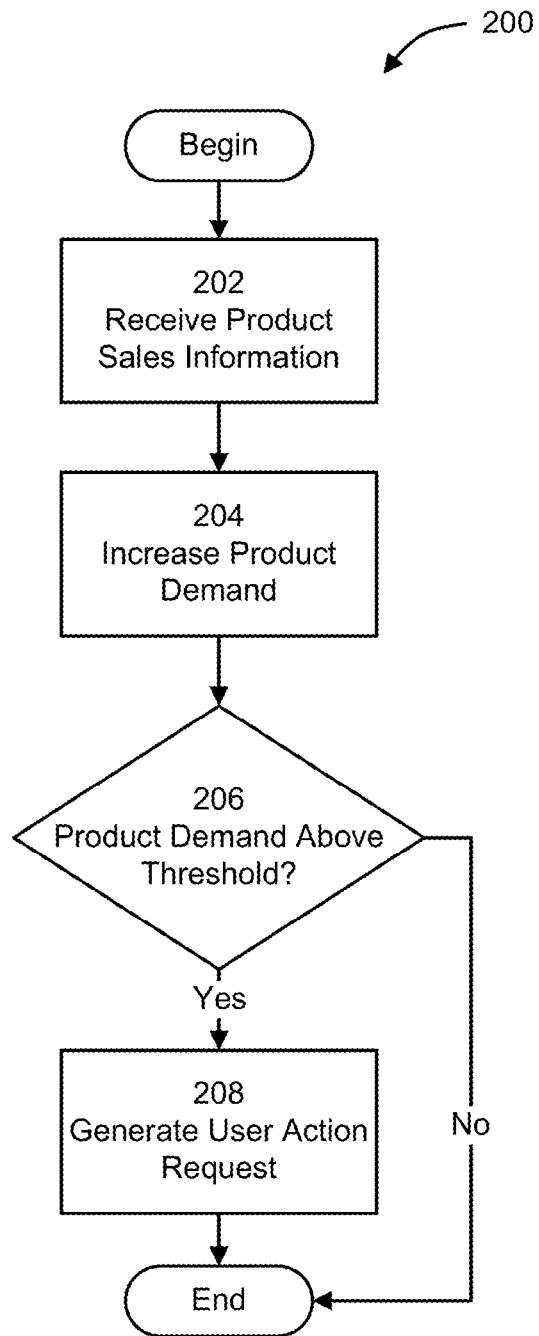 200
Begin
202
Receive Product
Sales Information
204
Increase Product
Demand
206
Product Demand Above
Threshold?
Yes
208
Generate User Action
Request
No
End